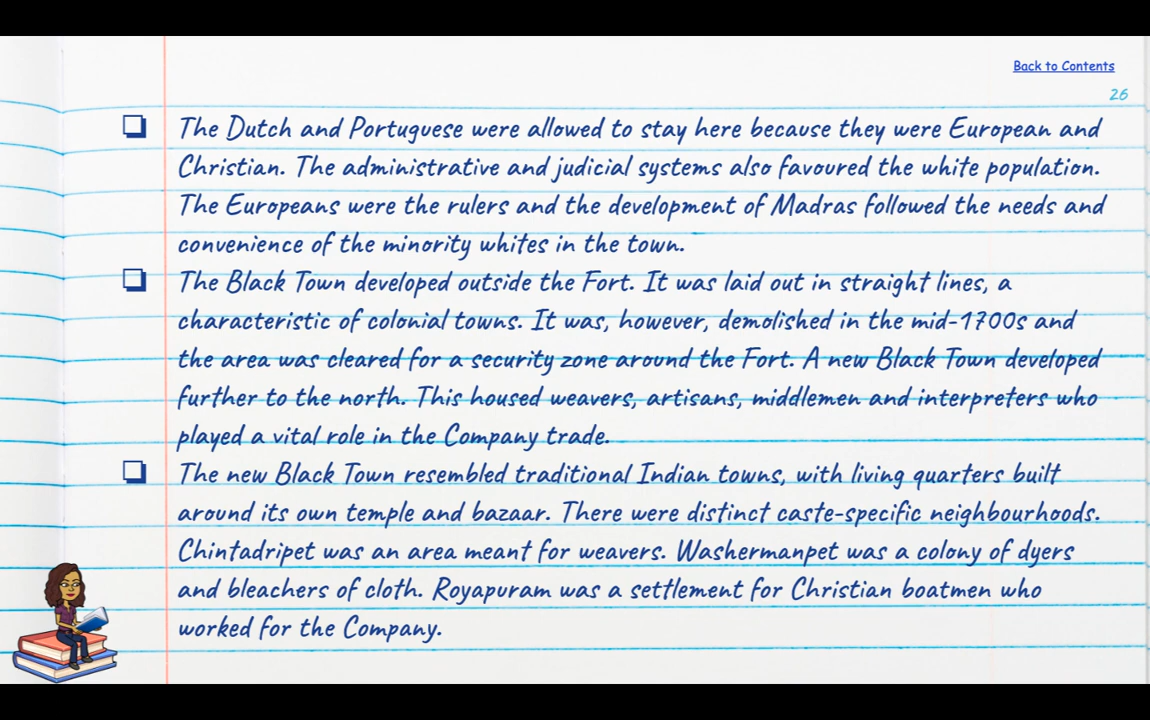 Back to Contents
26
The Dutch and Portuguese were allowed to stay here because they were European and
Christian. The administrative and judicial systems also favoured the white population.
The Europeans were the rulers and the development of Madras followed the needs and
convenience of the minority whites in the town.
The Black Town developed outside the Fort. It was laid out in straight lines, a
characteristic of colonial towns. It was, however, demolished in the mid-1700s and
the area was cleared for a security zone around the Fort. A new Black Town developed
further to the north. This housed weavers, artisans, middlemen and interpreters who
played a vital role in the Company trade.
The new Black Town resembled traditional Indian towns, with living quarters built
around its own temple and bazaar. There were distinct caste-specific neighbourhoods.
Chintadripet was an area meant for weavers. Washermanpet was a colony of dyers
and bleachers of cloth. Royapuram was a settlement for Christian boatmen who
worked for the Company.